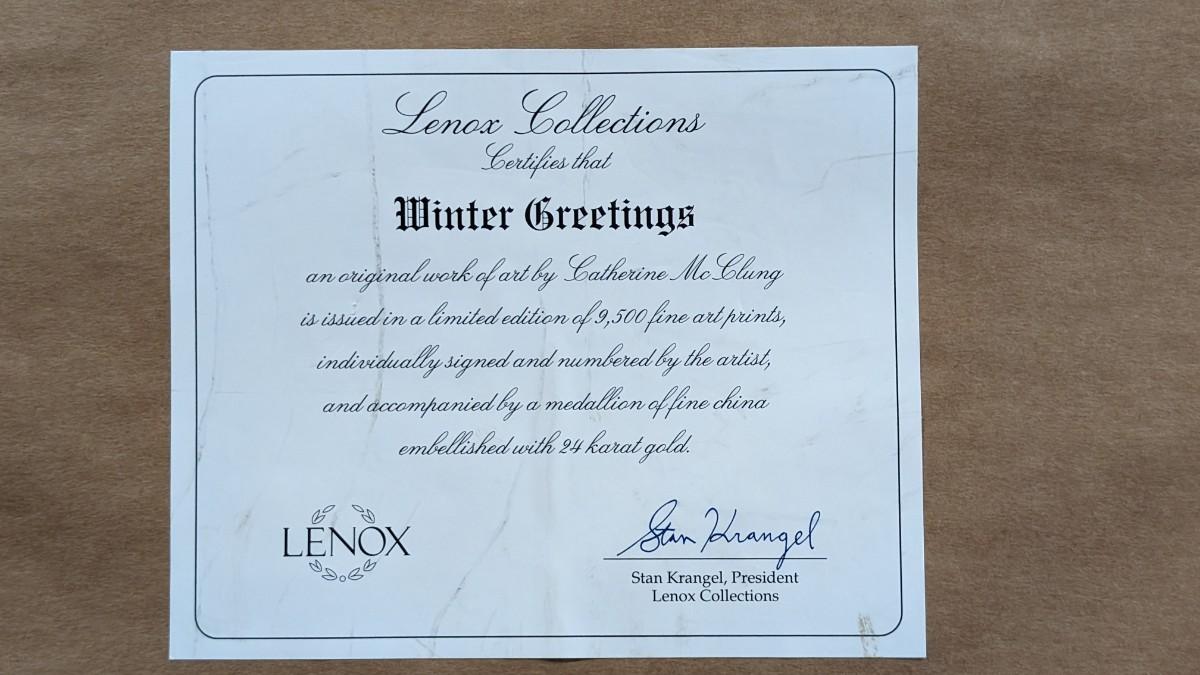 Lenox Collections
Certifies that
Winter Greetings
an original work of art by Catherine McClung
is issued in a limited edition of 9,500 fine art prints,
individually signed and numbered by the artist,
and accompanied by a medallion of fine china
embellished with 24 karat gold.
LENOX
Stan Krangel
Stan Krangel, President
Lenox Collections